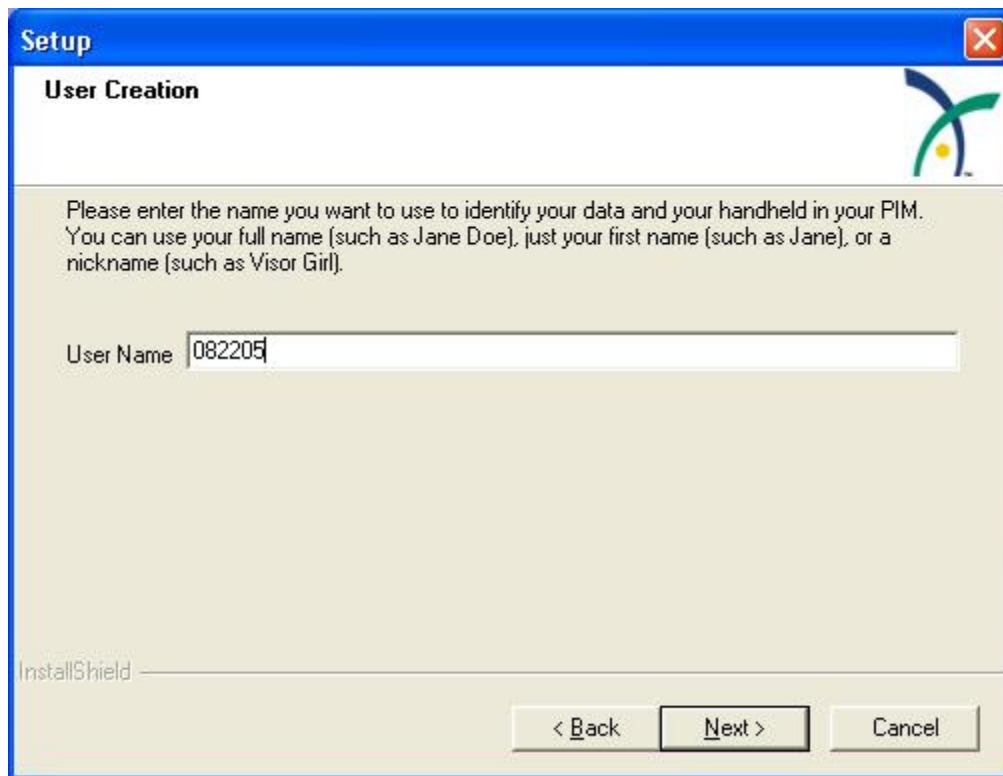 Setup
User Creation
Please enter the name you want to use to identify your data and your handheld in your PIM.
You can use your full name (such as Jane Doe), just your first name (such as Jane), or a
nickname (such as Visor Girl).
User Name 082205
InstallShield
< Back Next > Cancel